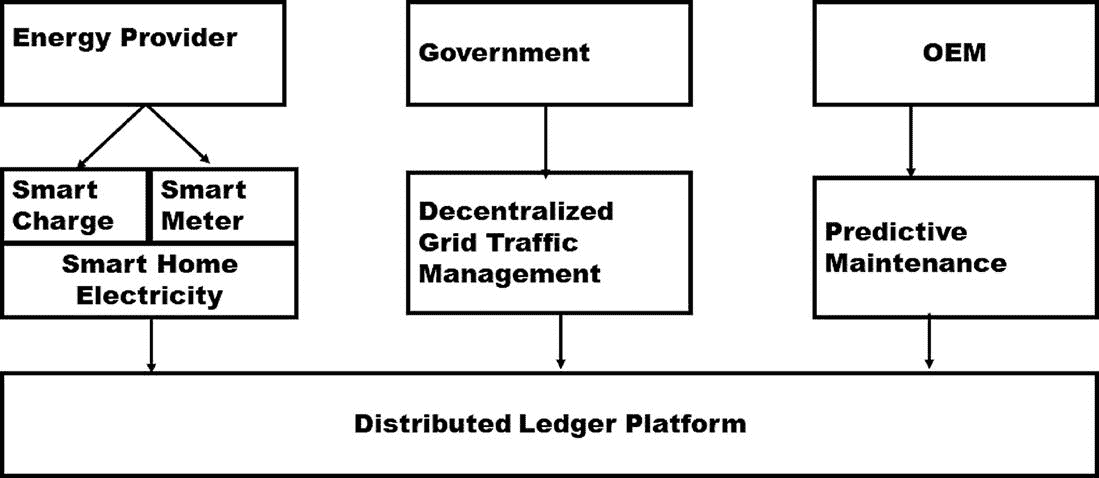 Energy Provider
Government
OEM
Smart
Charge
Smart
Meter
Smart Home
Electricity
Decentralized
Grid Traffic
Management
Predictive
Maintenance
Distributed Ledger Platform